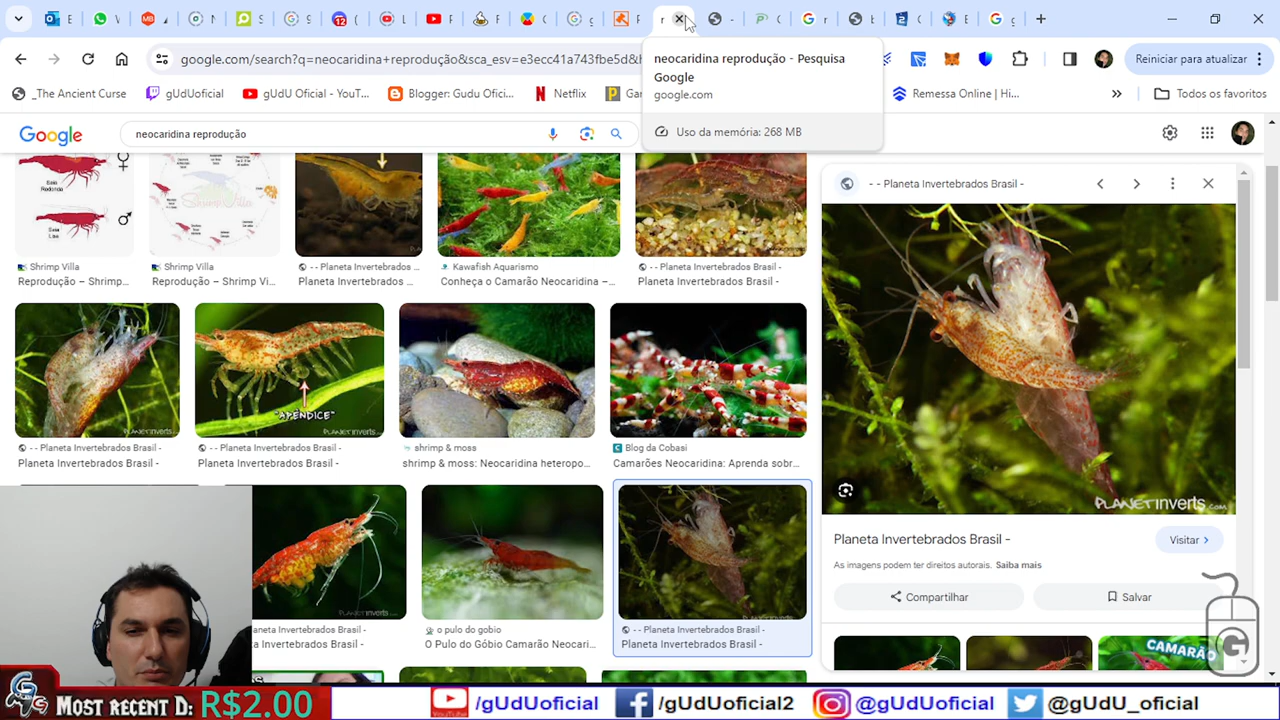 neocaridina reprodução - Pesquisa
Google
google.com
Uso da memória: 268 MB
google.com/search?q=neocaridina+reprodução&sca_esv=e3ecc41a743fbe5d&
Reiniciar para atualizar
_The Ancient Curse
gUdUoficial
gUdU Oficial - YouT...
Blogger: Gudu Ofici...
Netflix
Remessa Online | Hi...
Todos os favoritos
Google
neocaridina reprodução
Shrimp Villa
Reprodução – Shrimp...
Shrimp Villa
Reprodução – Shrimp Vi...
- - Planeta Invertebrados ...
Planeta Invertebrados ...
Kawafish Aquarismo
Conheça o Camarão Neocaridina –...
- - Planeta Invertebrados Brasil -
Planeta Invertebrados Brasil -
"APÊNDICE"
- - Planeta Invertebrados Brasil -
Planeta Invertebrados Brasil -
- - Planeta Invertebrados Brasil -
Planeta Invertebrados Brasil -
shrimp & moss
shrimp & moss: Neocaridina heteropo...
Blog da Cobasi
Camarões Neocaridina: Aprenda sobr...
aneta Invertebrados Brasil -
Invertebrados Brasil -
o pulo do gobio
O Pulo do Góbio Camarão Neocari...
- - Planeta Invertebrados Brasil -
Planeta Invertebrados Brasil -
- - Planeta Invertebrados Brasil -
PLANETINVERTS.COM
Planeta Invertebrados Brasil -
Visitar
As imagens podem ter direitos autorais. Saiba mais
Compartilhar
Salvar
CAMARÃO
MOST RECENT D: R$2.00
/gUdUoficial
/gUdUoficial2
@gUdUoficial
@gUdU_oficial